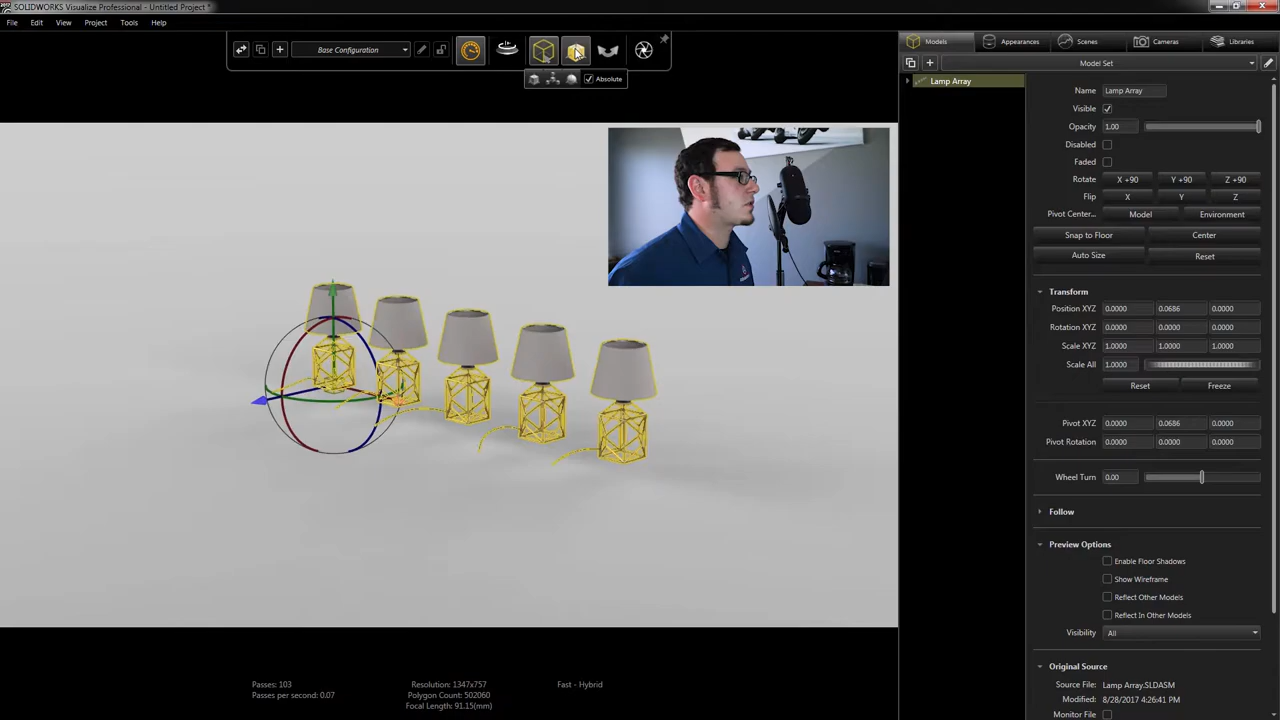 SOLIDWORKS Visualize Professional - Untitled Project *
File Edit View Project Tools Help
Base Configuration
Absolute
Models Appearances Scenes Cameras Libraries
Model Set
Lamp Array
Name Lamp Array
Visible
Opacity 1.00
Disabled
Faded
Rotate X +90 Y +90 Z +90
Flip X Y Z
Pivot Center... Model Environment
Snap to Floor Center
Auto Size Reset
Transform
Position XYZ 0.0000 0.0686 0.0000
Rotation XYZ 0.0000 0.0000 0.0000
Scale XYZ 1.0000 1.0000 1.0000
Scale All 1.0000
Reset Freeze
Pivot XYZ 0.0000 0.0686 0.0000
Pivot Rotation 0.0000 0.0000 0.0000
Wheel Turn 0.00
Follow
Preview Options
Enable Floor Shadows
Show Wireframe
Reflect Other Models
Reflect In Other Models
Visibility All
Original Source
Source File: Lamp Array.SLDASM
Modified: 8/28/2017 4:26:41 PM
Monitor File
Passes: 103
Passes per second: 0.07
Resolution: 1347x757
Polygon Count: 502060
Focal Length: 91.15(mm)
Fast - Hybrid